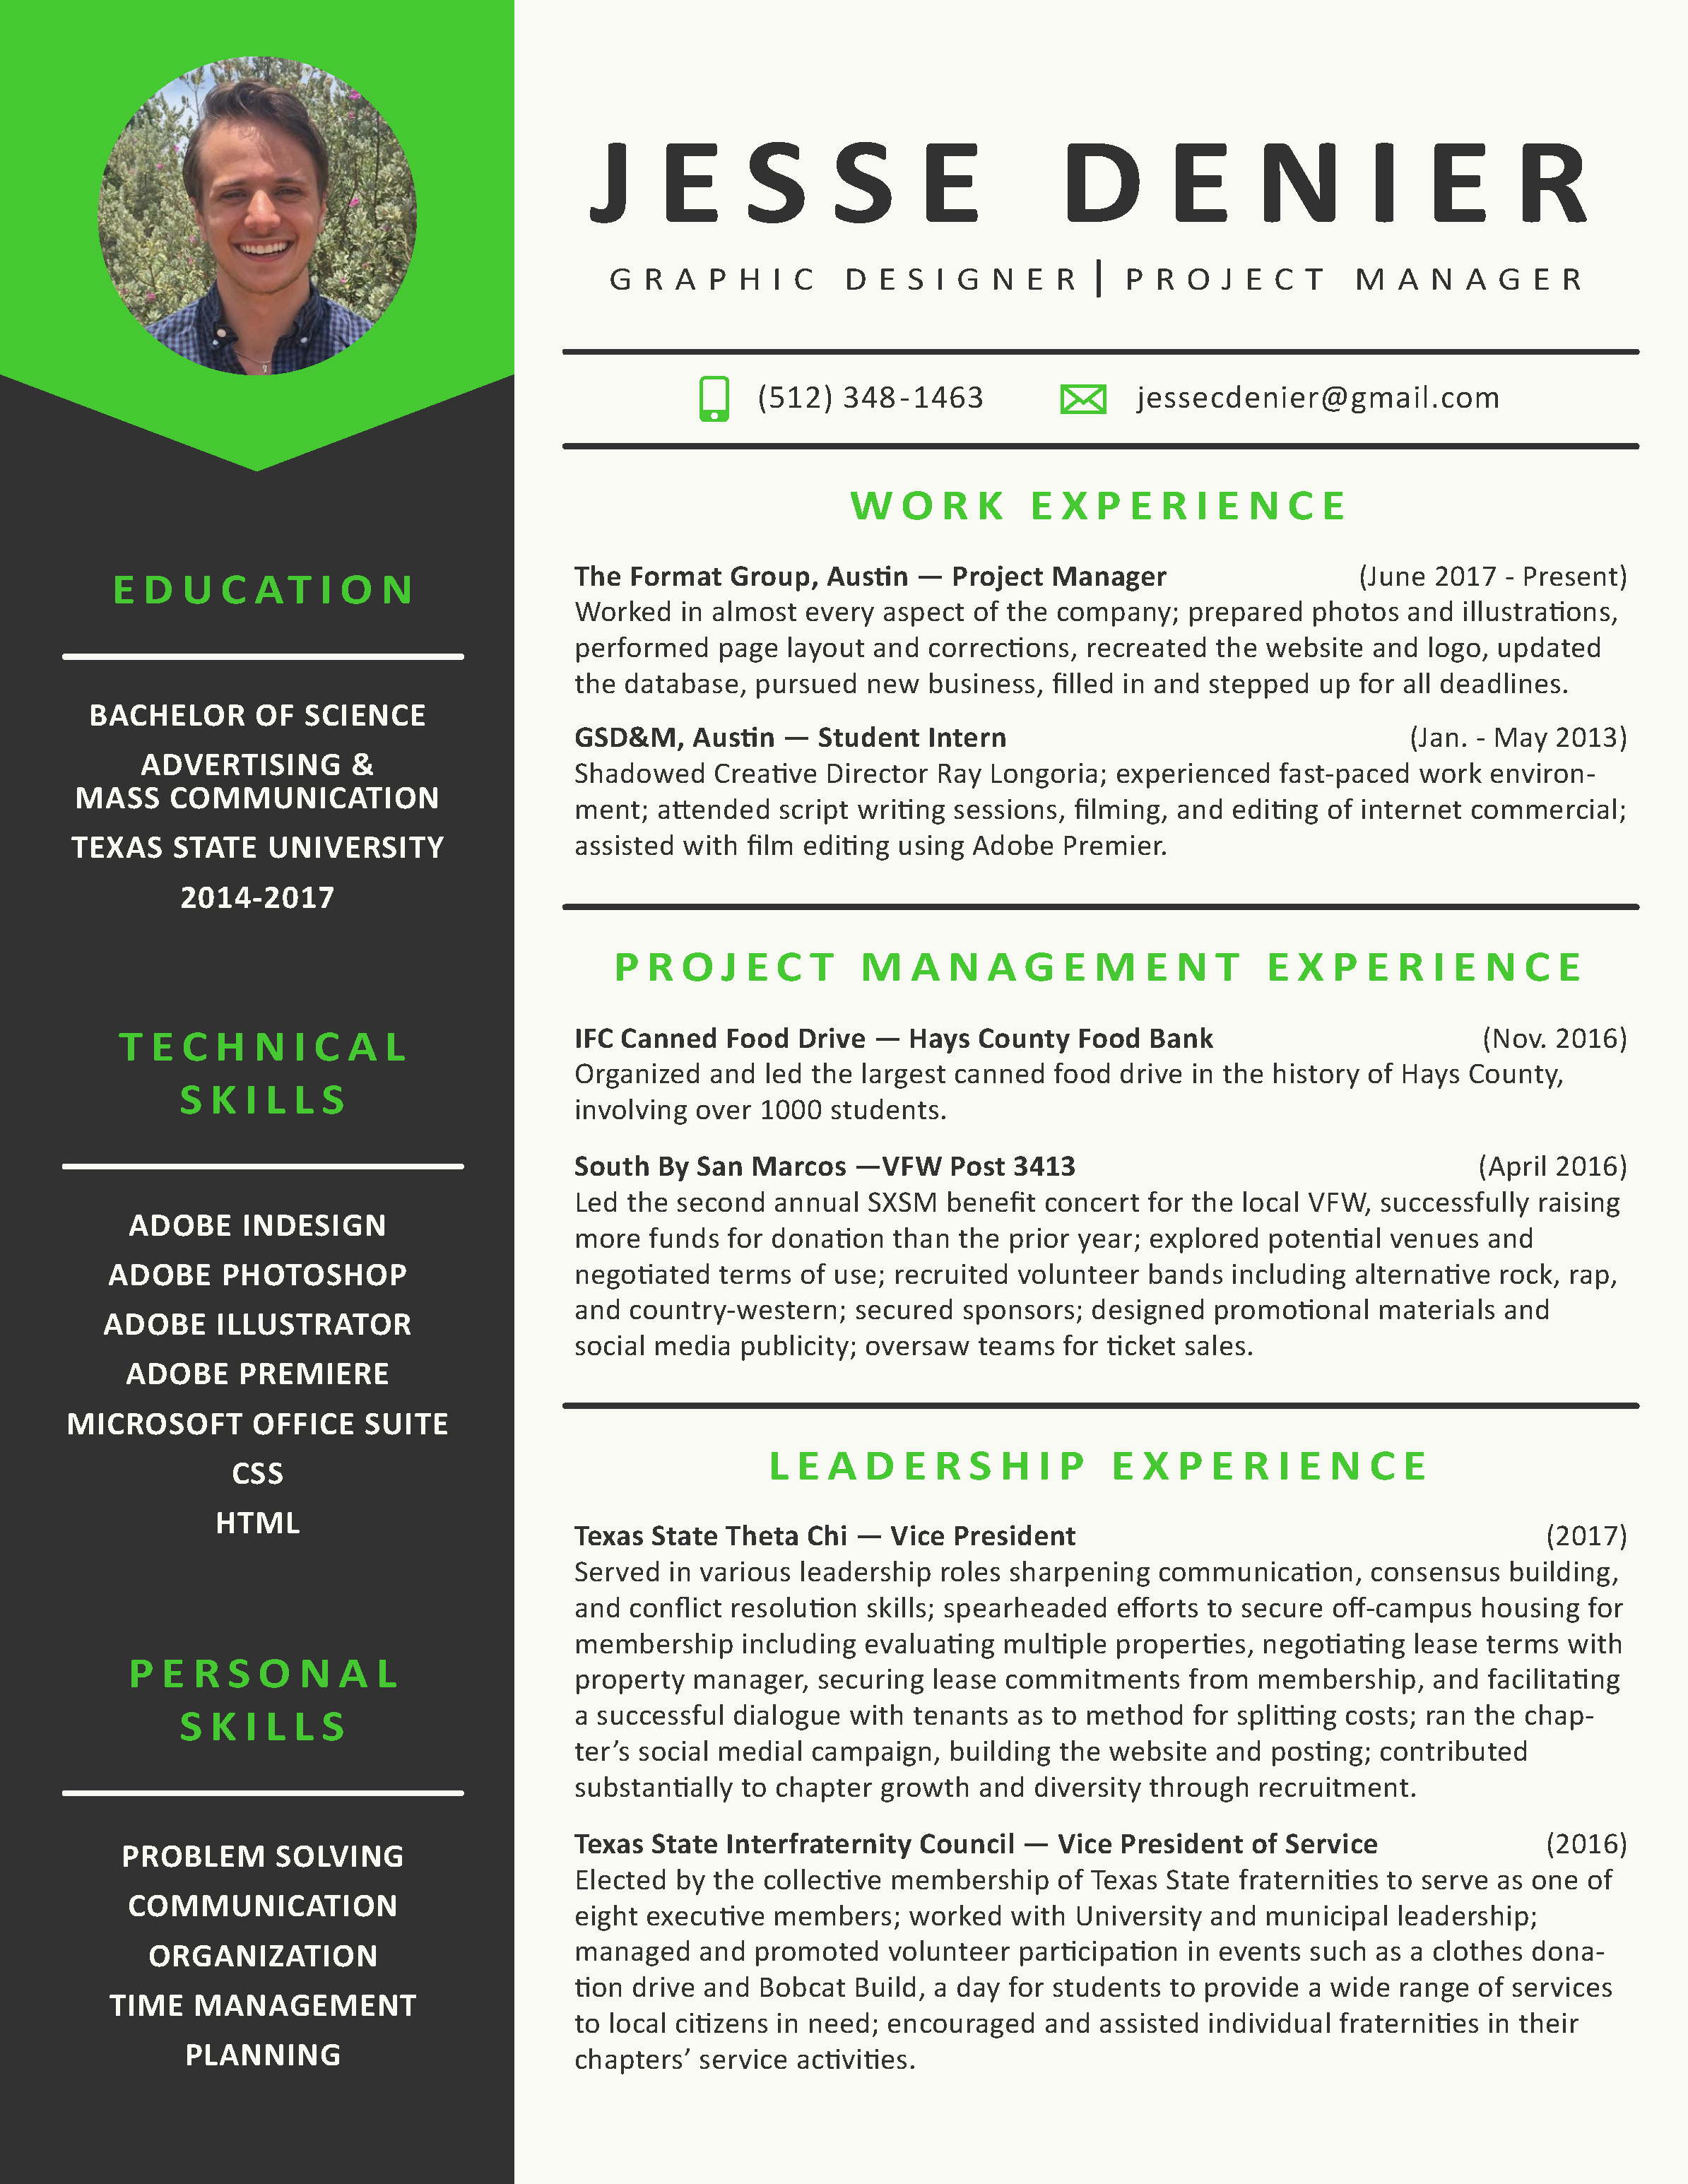 JESSE DENIER
GRAPHIC DESIGNER | PROJECT MANAGER
(512) 348-1463 jessecdenier@gmail.com
EDUCATION
BACHELOR OF SCIENCE
ADVERTISING &
MASS COMMUNICATION
TEXAS STATE UNIVERSITY
2014-2017
TECHNICAL
SKILLS
ADOBE INDESIGN
ADOBE PHOTOSHOP
ADOBE ILLUSTRATOR
ADOBE PREMIERE
MICROSOFT OFFICE SUITE
CSS
HTML
PERSONAL
SKILLS
PROBLEM SOLVING
COMMUNICATION
ORGANIZATION
TIME MANAGEMENT
PLANNING
WORK EXPERIENCE
The Format Group, Austin — Project Manager (June 2017 - Present)
Worked in almost every aspect of the company; prepared photos and illustrations,
performed page layout and corrections, recreated the website and logo, updated
the database, pursued new business, filled in and stepped up for all deadlines.
GSD&M, Austin — Student Intern (Jan. - May 2013)
Shadowed Creative Director Ray Longoria; experienced fast-paced work environ-
ment; attended script writing sessions, filming, and editing of internet commercial;
assisted with film editing using Adobe Premier.
PROJECT MANAGEMENT EXPERIENCE
IFC Canned Food Drive — Hays County Food Bank (Nov. 2016)
Organized and led the largest canned food drive in the history of Hays County,
involving over 1000 students.
South By San Marcos —VFW Post 3413 (April 2016)
Led the second annual SXSM benefit concert for the local VFW, successfully raising
more funds for donation than the prior year; explored potential venues and
negotiated terms of use; recruited volunteer bands including alternative rock, rap,
and country-western; secured sponsors; designed promotional materials and
social media publicity; oversaw teams for ticket sales.
LEADERSHIP EXPERIENCE
Texas State Theta Chi — Vice President (2017)
Served in various leadership roles sharpening communication, consensus building,
and conflict resolution skills; spearheaded efforts to secure off-campus housing for
membership including evaluating multiple properties, negotiating lease terms with
property manager, securing lease commitments from membership, and facilitating
a successful dialogue with tenants as to method for splitting costs; ran the chap-
ter’s social medial campaign, building the website and posting; contributed
substantially to chapter growth and diversity through recruitment.
Texas State Interfraternity Council — Vice President of Service (2016)
Elected by the collective membership of Texas State fraternities to serve as one of
eight executive members; worked with University and municipal leadership;
managed and promoted volunteer participation in events such as a clothes dona-
tion drive and Bobcat Build, a day for students to provide a wide range of services
to local citizens in need; encouraged and assisted individual fraternities in their
chapters’ service activities.